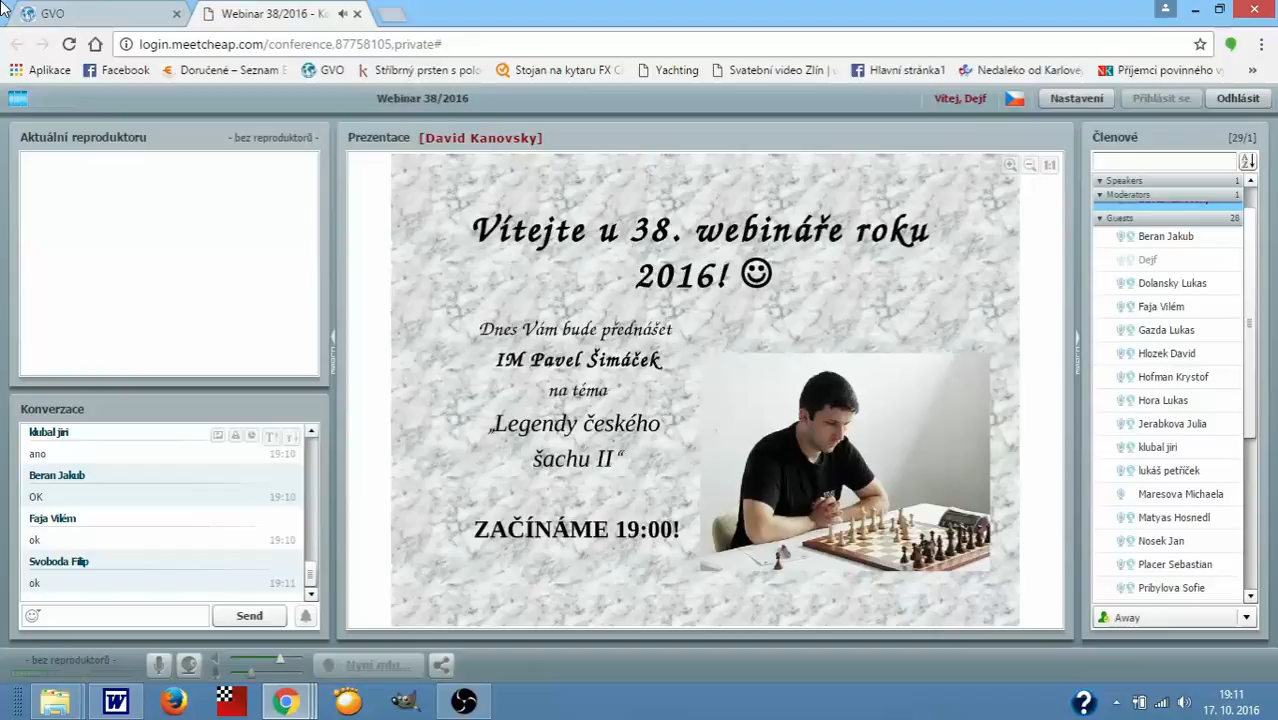 GVO
Webinar 38/2016 - Ko
login.meetcheap.com/conference,87758105,private#
Aplikace
Facebook
Doručené – Seznam E
GVO
Stříbrný prsten s polo
Stojan na kytaru FX C
Yachting
Svatební video Zlín |
Hlavní stránka1
Nedaleko od Karlove
Příjemci povinného v
»
Webinar 38/2016
Vítej, Dejf
Nastavení
Přihlásit se
Odhlásit
Aktuální reproduktoru
- bez reproduktorů -
Prezentace [David Kanovsky]
Členové [29/1]
Speakers 1
Moderators 1
Guests 28
Beran Jakub
Dejf
Dolansky Lukas
Faja Vilém
Gazda Lukas
Hlozek David
Hofman Krystof
Hora Lukas
Jerabkova Julia
klubal jiri
lukáš petříček
Maresova Michaela
Matyas Hosnedl
Nosek Jan
Placer Sebastian
Pribylova Sofie
Away
Vítejte u 38. webináře roku
2016! ☺
Dnes Vám bude přednášet
IM Pavel Šimáček
na téma
„Legendy českého
šachu II“
ZAČÍNÁME 19:00!
Konverzace
klubal jiri
ano 19:10
Beran Jakub
OK 19:10
Faja Vilém
ok 19:10
Svoboda Filip
ok 19:11
Send
- bez reproduktorů -
19:11
17. 10. 2016